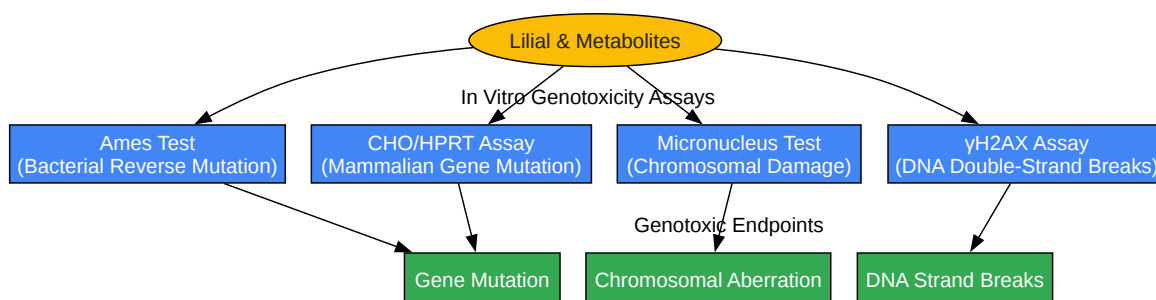 Lilial & Metabolites
In Vitro Genotoxicity Assays
Ames Test
(Bacterial Reverse Mutation)
CHO/HPRT Assay
(Mammalian Gene Mutation)
Micronucleus Test
(Chromosomal Damage)
γH2AX Assay
(DNA Double-Strand Breaks)
Genotoxic Endpoints
Gene Mutation
Chromosomal Aberration
DNA Strand Breaks